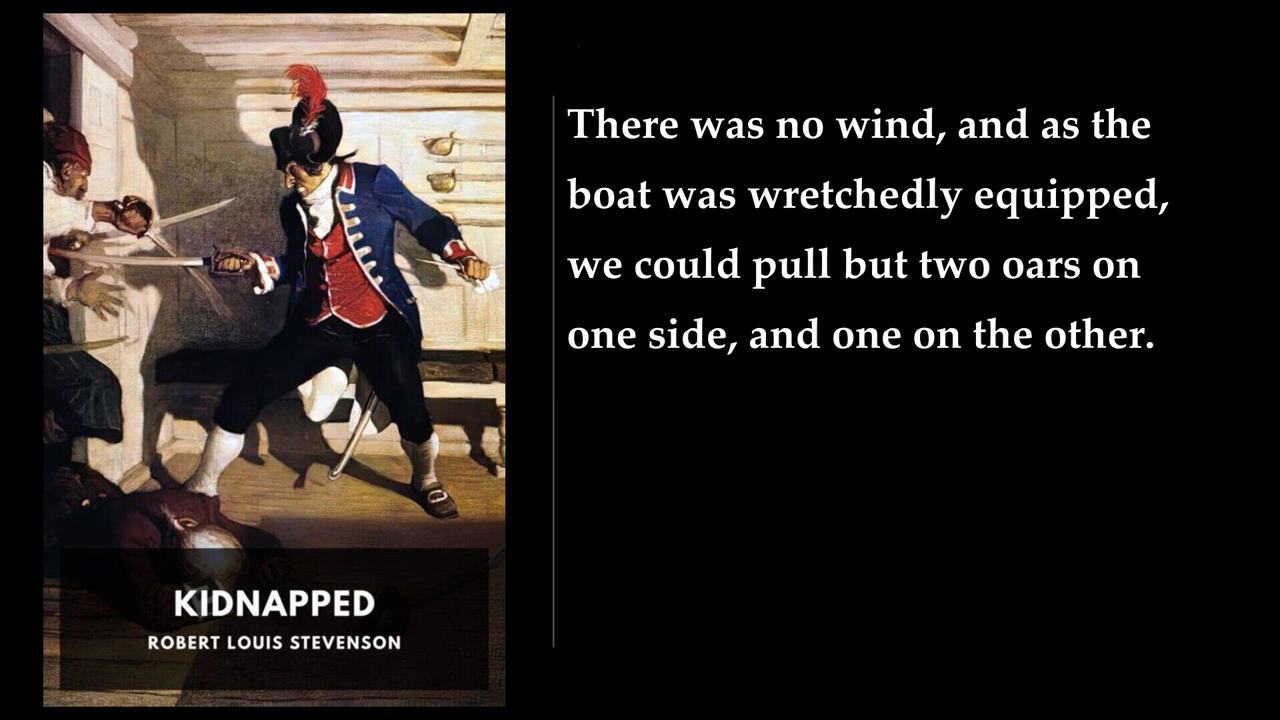 There was no wind, and as the
boat was wretchedly equipped,
we could pull but two oars on
one side, and one on the other.
KIDNAPPED
ROBERT LOUIS STEVENSON